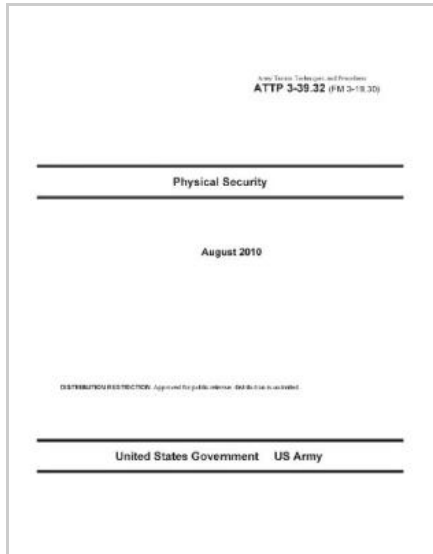 Army Tactics, Techniques, and Procedures
ATTP 3-39.32 (FM 3-19.30)
Physical Security
August 2010
DISTRIBUTION RESTRICTION: Approved for public release; distribution is unlimited.
United States Government US Army